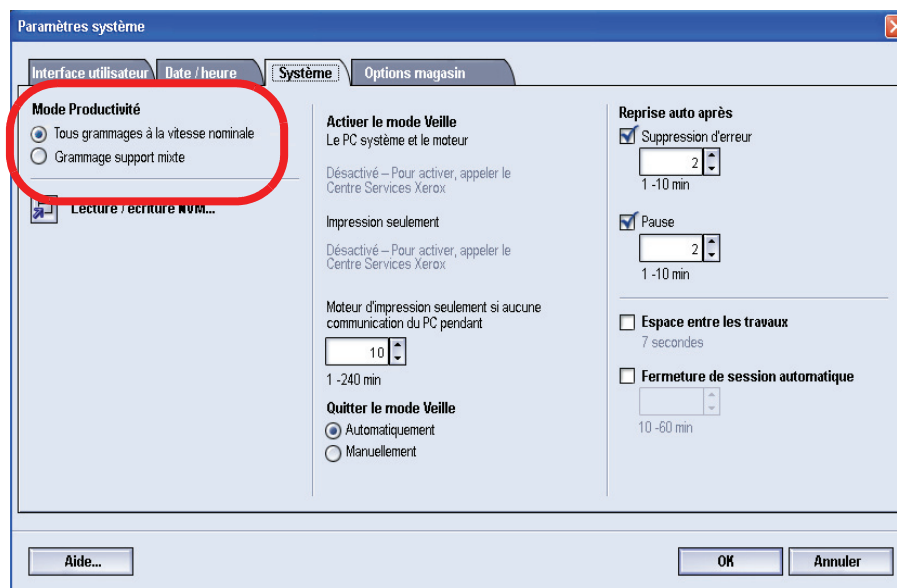 Paramètres système
Interface utilisateur
Date / heure
Système
Options magasin
Mode Productivité
Tous grammages à la vitesse nominale
Grammage support mixte
Lecture / écriture NVM...
Activer le mode Veille
Le PC système et le moteur
Désactivé – Pour activer, appeler le
Centre Services Xerox
Impression seulement
Désactivé – Pour activer, appeler le
Centre Services Xerox
Moteur d'impression seulement si aucune
communication du PC pendant
10
1 -240 min
Quitter le mode Veille
Automatiquement
Manuellement
Reprise auto après
Suppression d'erreur
2
1 -10 min
Pause
2
1 -10 min
Espace entre les travaux
7 secondes
Fermeture de session automatique
10 -60 min
Aide...
OK
Annuler